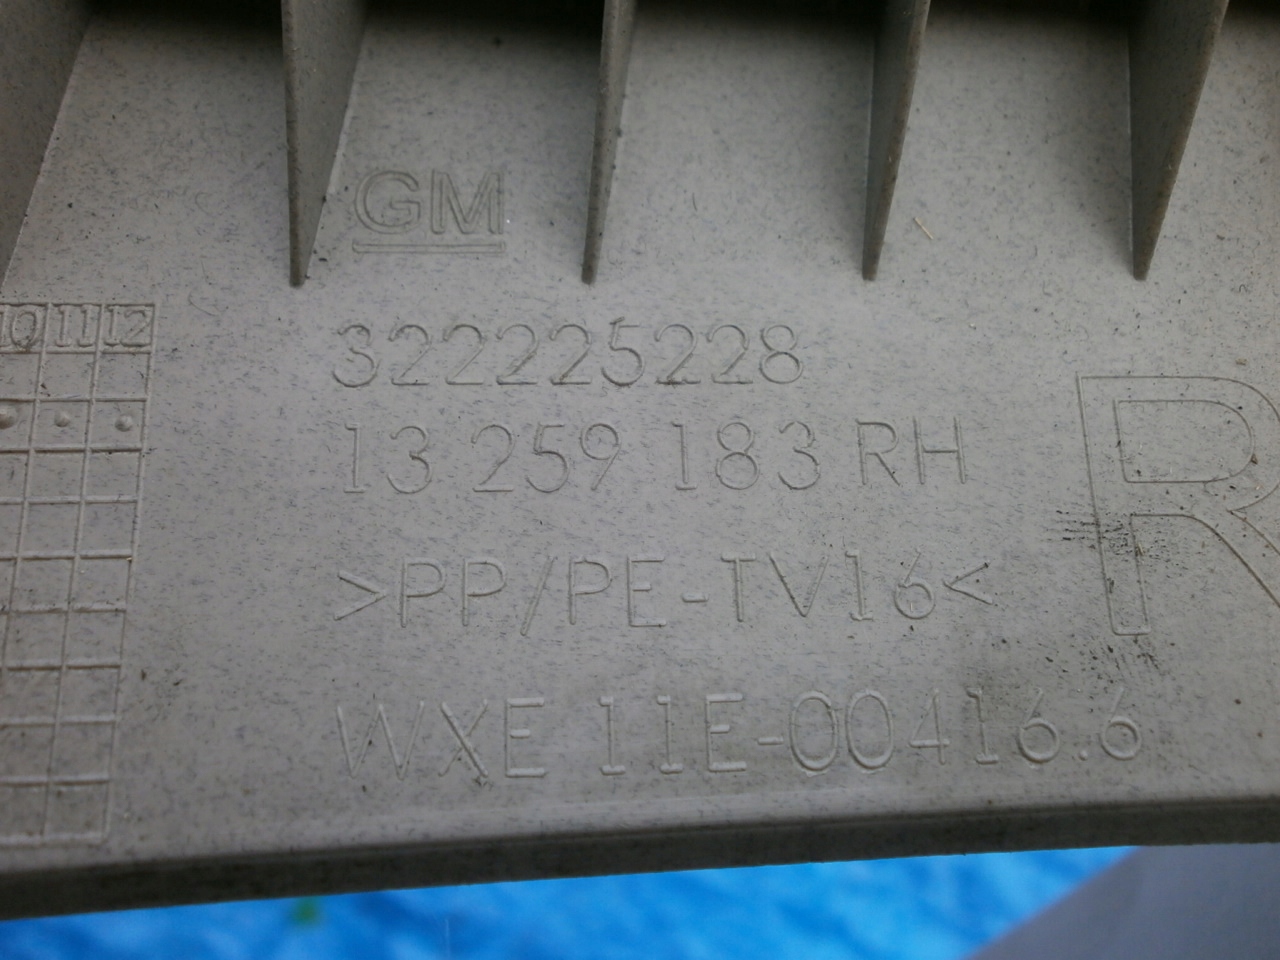 GM
10 11 12
322225228
13 259 183 RH
R
>PP/PE-TV16<
WXE 11E-00416.6